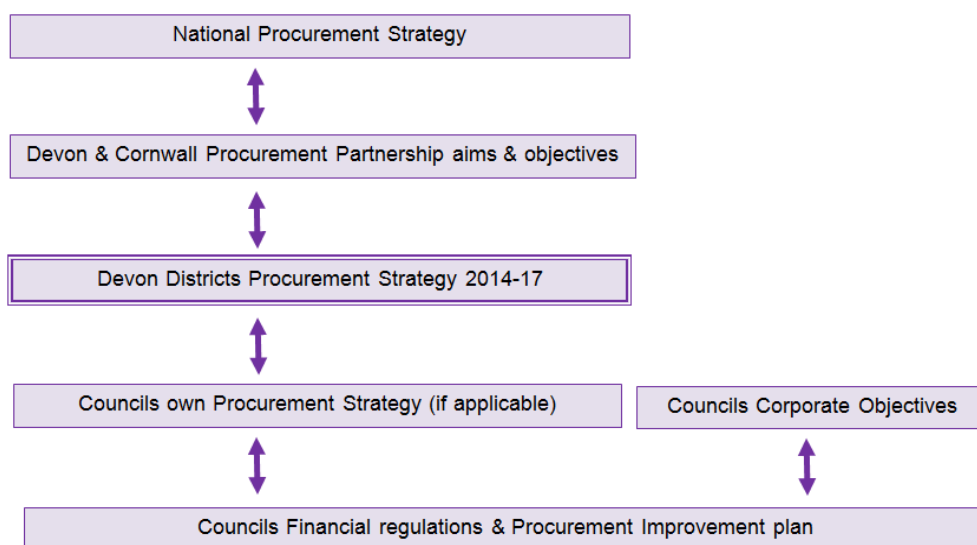 National Procurement Strategy
Devon & Cornwall Procurement Partnership aims & objectives
Devon Districts Procurement Strategy 2014-17
Councils own Procurement Strategy (if applicable)
Councils Corporate Objectives
Councils Financial regulations & Procurement Improvement plan